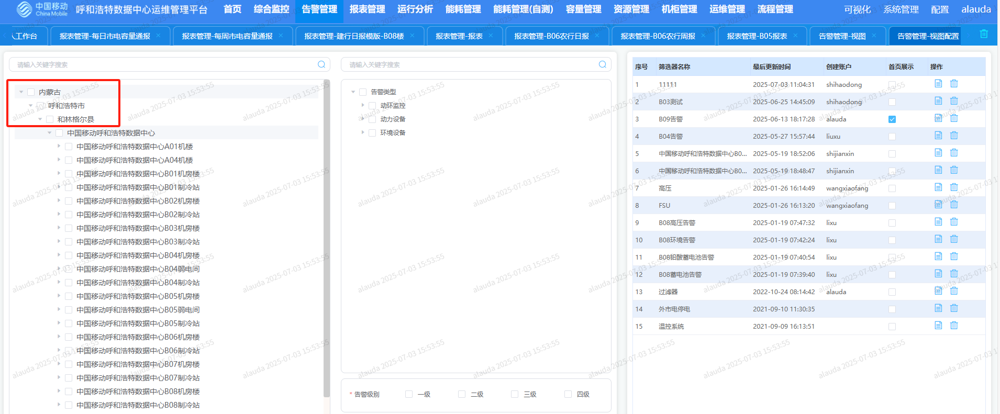 中国移动
China Mobile
呼和浩特数据中心运维管理平台
首页 综合监控 告警管理 报表管理 运行分析 能耗管理 能耗管理(自测) 容量管理 资源管理 机柜管理 运维管理 流程管理
可视化 系统管理 配置 alauda
工作台 报表管理-每日市电容量通报 报表管理-每周市电容量通报 报表管理-建行日报模版-B08楼 报表管理-报表 报表管理-B06农行日报 报表管理-B06农行周报 报表管理-B05报表 告警管理-视图 告警管理-视图配置
请输入关键字搜索
内蒙古
呼和浩特市
和林格尔县
中国移动呼和浩特数据中心
中国移动呼和浩特数据中心A01机楼
中国移动呼和浩特数据中心A04机楼
中国移动呼和浩特数据中心B01机房楼
中国移动呼和浩特数据中心B01制冷站
中国移动呼和浩特数据中心B02机房楼
中国移动呼和浩特数据中心B02制冷站
中国移动呼和浩特数据中心B03机房楼
中国移动呼和浩特数据中心B03制冷站
中国移动呼和浩特数据中心B04机房楼
中国移动呼和浩特数据中心B04弱电间
中国移动呼和浩特数据中心B04制冷站
中国移动呼和浩特数据中心B05机房楼
中国移动呼和浩特数据中心B05弱电间
中国移动呼和浩特数据中心B05制冷站
中国移动呼和浩特数据中心B06机房楼
中国移动呼和浩特数据中心B06制冷站
中国移动呼和浩特数据中心B07机房楼
中国移动呼和浩特数据中心B07制冷站
中国移动呼和浩特数据中心B08机房楼
中国移动呼和浩特数据中心B08制冷站
请输入关键字搜索
告警类型
动环监控
动力设备
环境设备
* 告警级别 一级 二级 三级 四级
序号 筛选器名称 最后更新时间 创建账户 首页展示 操作
1 11111 2025-07-03 11:04:31 shihaodong
2 B03测试 2025-06-25 14:45:09 shihaodong
3 B09告警 2025-06-13 18:17:28 alauda
4 B04告警 2025-05-27 15:57:44 liuxu
5 中国移动呼和浩特数据中心B0... 2025-05-19 18:52:06 shijianxin
6 中国移动呼和浩特数据中心B0... 2025-05-19 18:48:47 shijianxin
7 高压 2025-01-26 16:14:49 wangxiaofang
8 FSU 2025-01-26 16:13:20 wangxiaofang
9 B08高压告警 2025-01-19 07:47:32 lixu
10 B08环境告警 2025-01-19 07:42:24 lixu
11 B08铅酸蓄电池告警 2025-01-19 07:40:54 lixu
12 B08蓄电池告警 2025-01-19 07:39:40 lixu
13 过滤器 2022-10-24 08:14:42 alauda
14 外市电停电 2021-09-10 11:30:35
15 温控系统 2021-09-09 16:13:51
alauda 2025-07-03 15:53:55